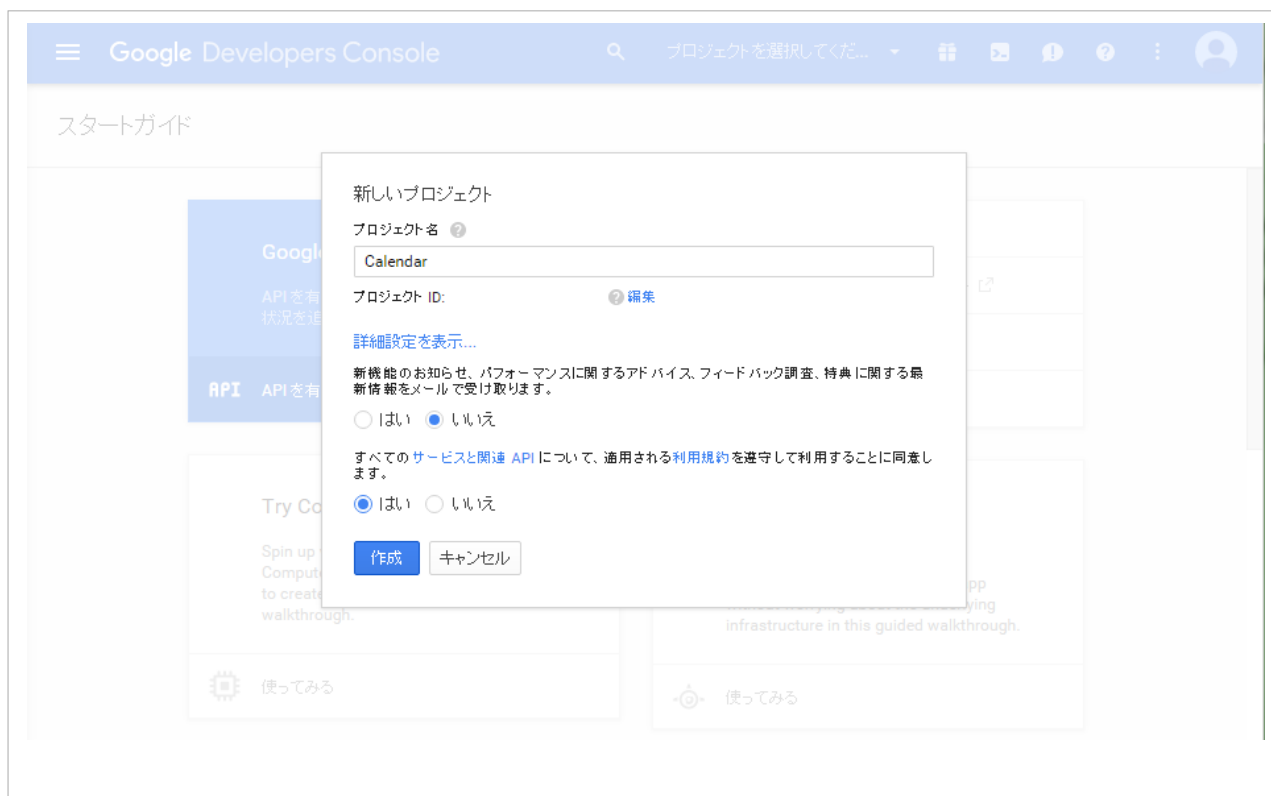 Google Developers Console
プロジェクトを選択してくだ...
スタートガイド
新しいプロジェクト
プロジェクト名
Calendar
プロジェクト ID:
編集
詳細設定を表示...
新機能のお知らせ、パフォーマンスに関するアドバイス、フィードバック調査、特典に関する最
新情報をメールで受け取ります。
はい いいえ
すべての サービスと関連 API について、適用される利用規約を遵守して利用することに同意し
ます。
はい いいえ
作成 キャンセル
Google
APIを有
状況を追
API APIを有
Try Co
Spin up
Compute
to create
walkthrough.
使ってみる
infrastructure in this guided walkthrough.
使ってみる